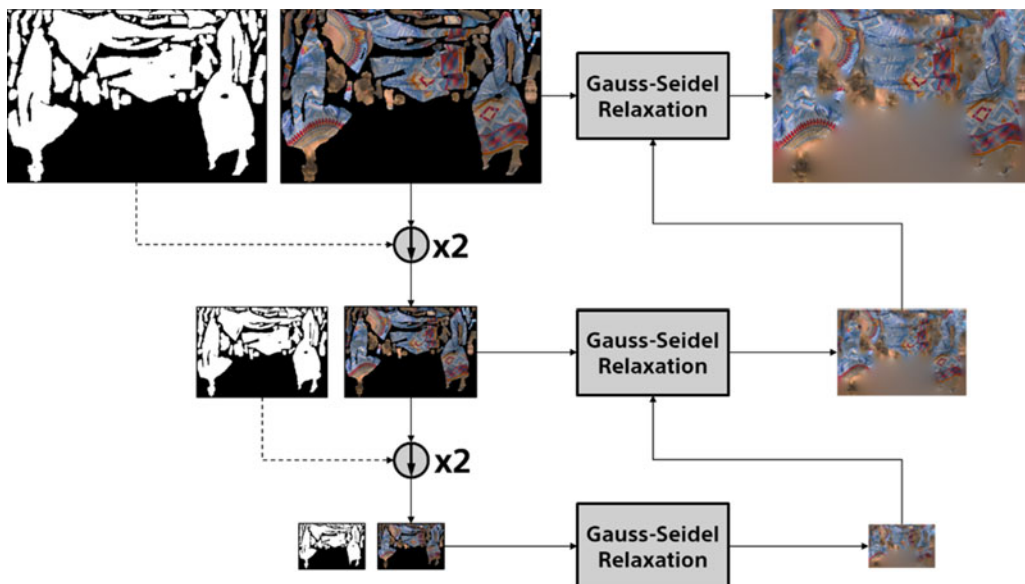 Gauss-Seidel
Relaxation
x2
Gauss-Seidel
Relaxation
x2
Gauss-Seidel
Relaxation